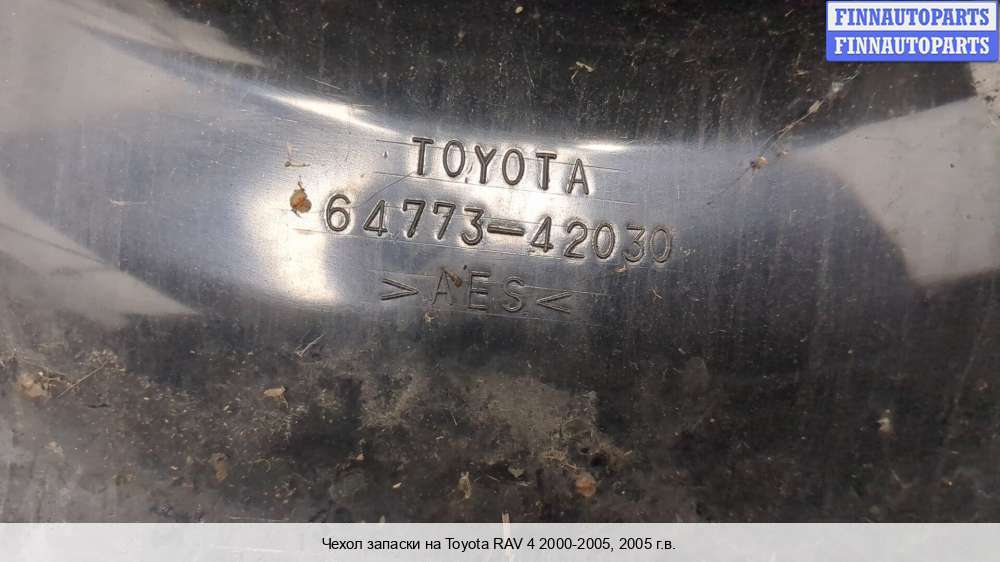 FINNAUTOPARTS
FINNAUTOPARTS
TOYOTA
64773-42030
>AES<
Чехол запаски на Toyota RAV 4 2000-2005, 2005 г.в.